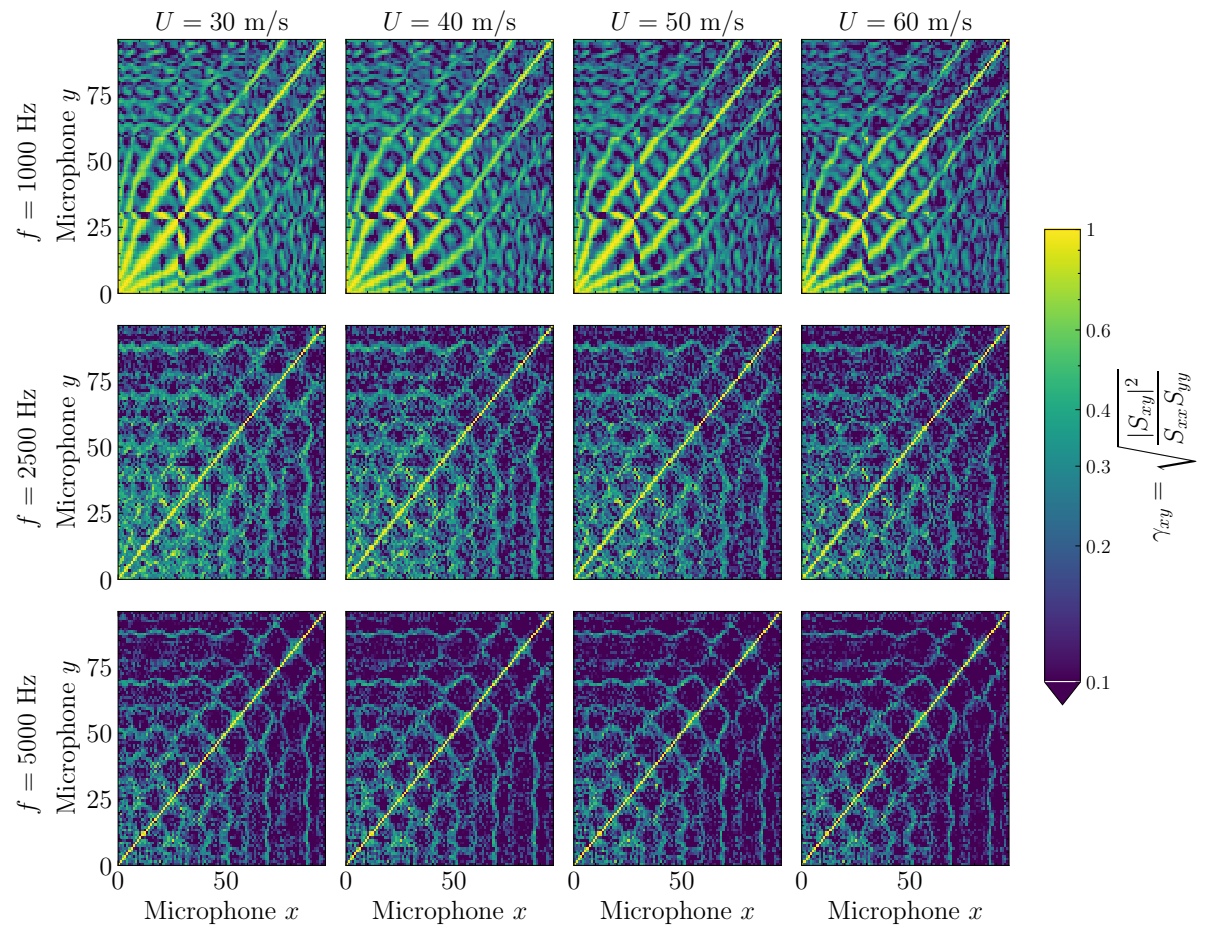 U = 30 m/s
U = 40 m/s
U = 50 m/s
U = 60 m/s
f = 1000 Hz
Microphone y
75
50
25
0
f = 2500 Hz
Microphone y
75
50
25
0
f = 5000 Hz
Microphone y
75
50
25
0
0 50
0 50
0 50
0 50
Microphone x
Microphone x
Microphone x
Microphone x
1
0.6
0.4
0.3
0.2
0.1
γxy = √(|Sxy|² / SxxSyy)